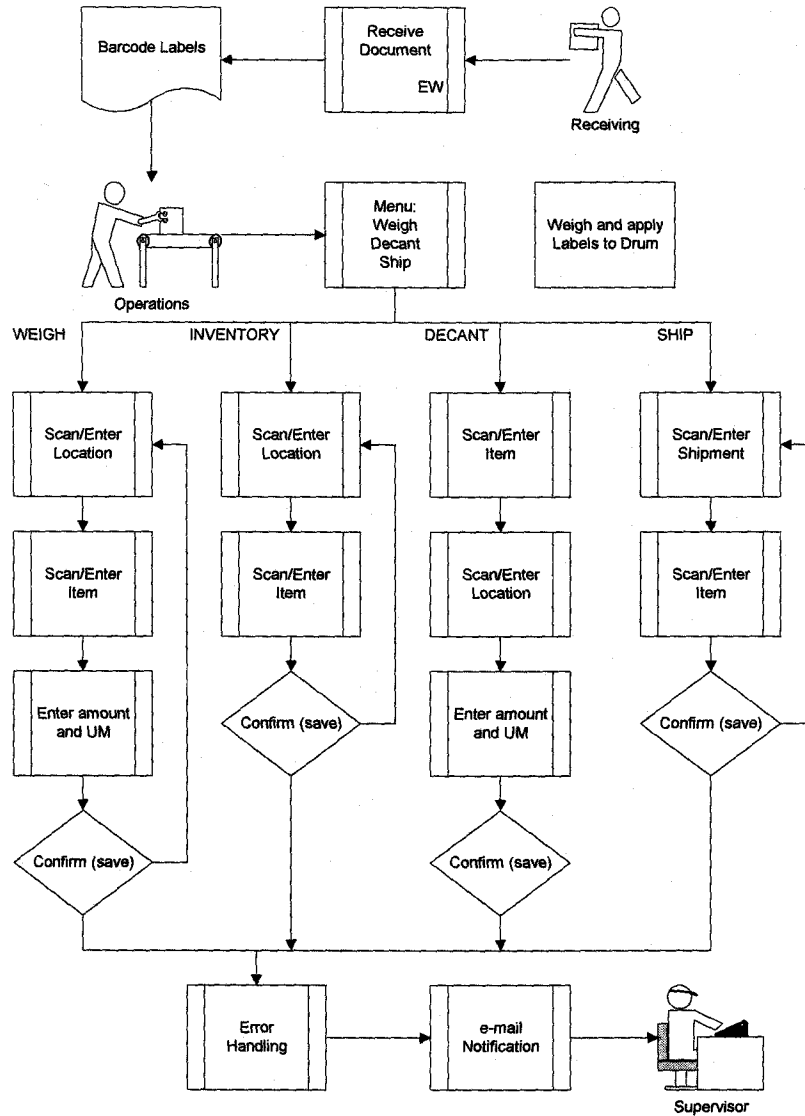 Barcode Labels
Receive
Document
EW
Receiving
Menu:
Weigh
Decant
Ship
Weigh and apply
Labels to Drum
Operations
WEIGH
INVENTORY
DECANT
SHIP
Scan/Enter
Location
Scan/Enter
Location
Scan/Enter
Item
Scan/Enter
Shipment
Scan/Enter
Item
Scan/Enter
Item
Scan/Enter
Location
Scan/Enter
Item
Enter amount
and UM
Confirm (save)
Enter amount
and UM
Confirm (save)
Confirm (save)
Confirm (save)
Error
Handling
e-mail
Notification
Supervisor